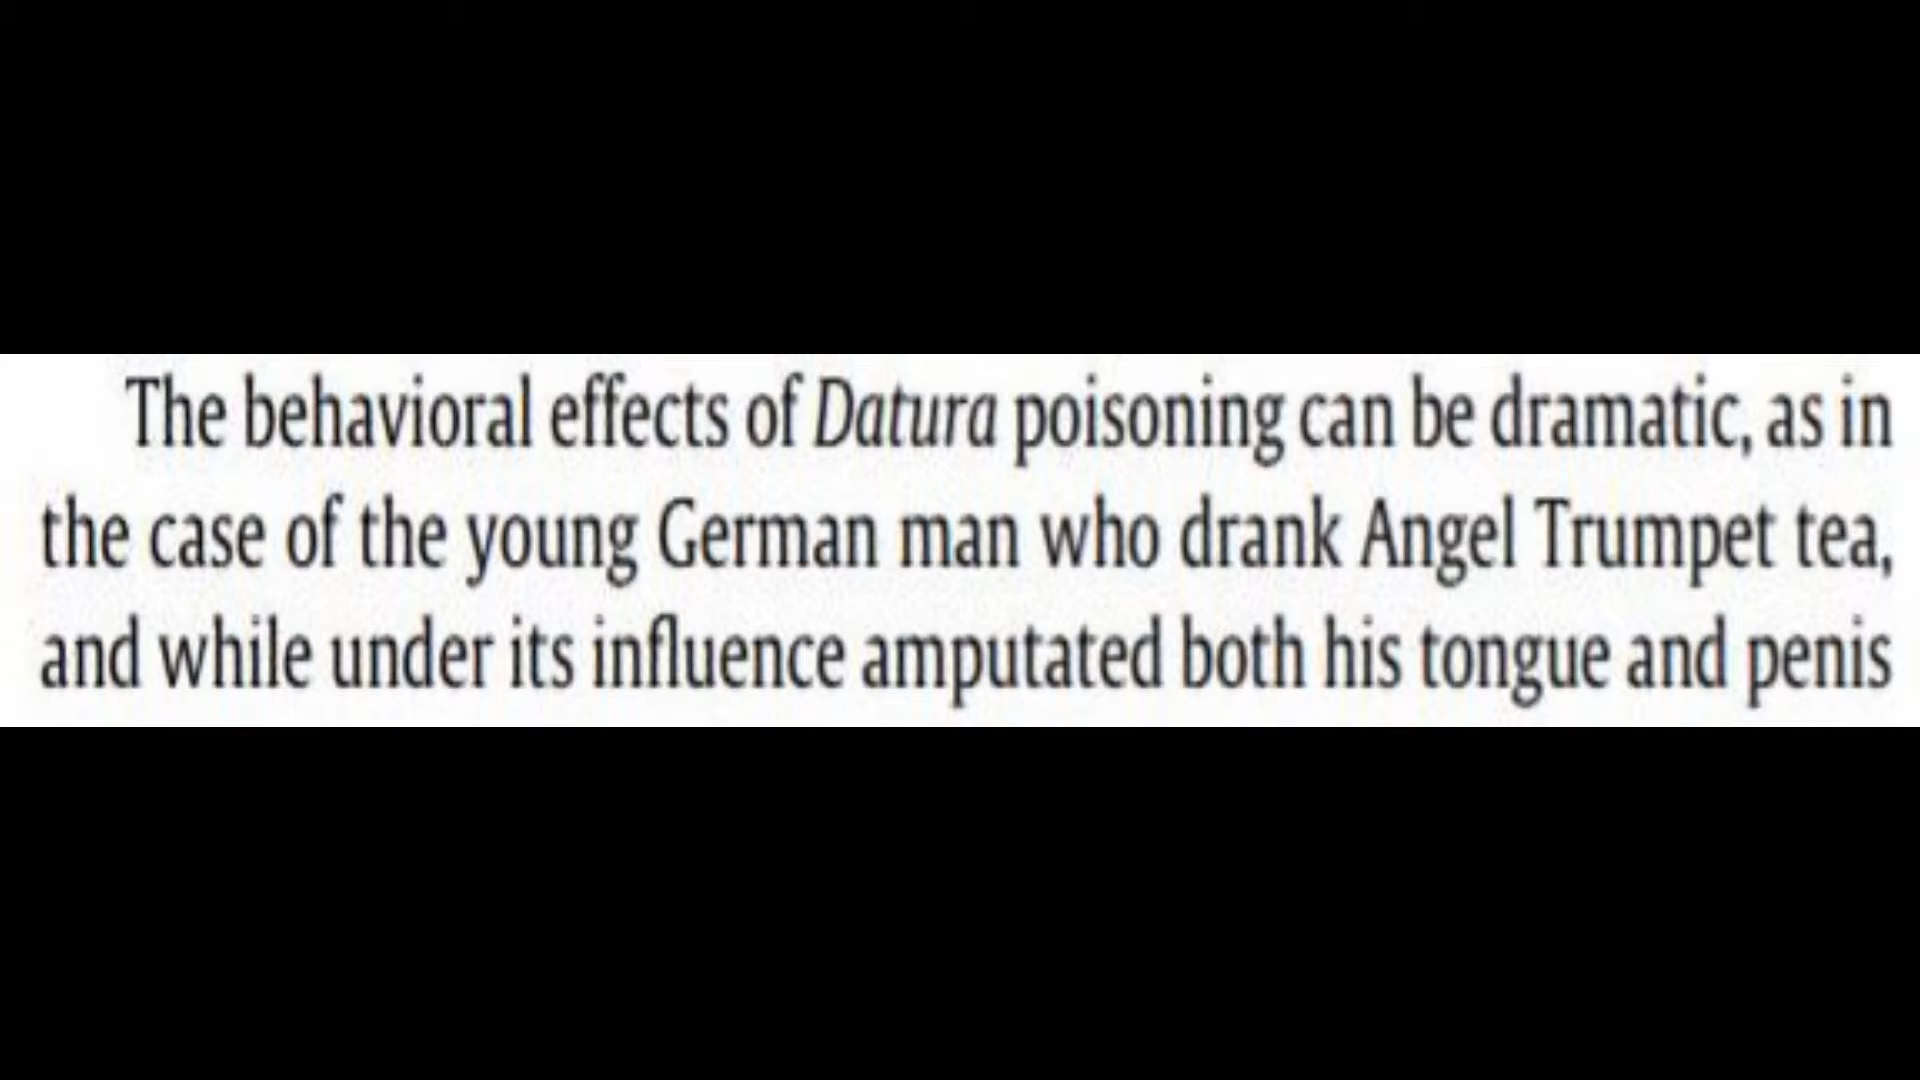 The behavioral effects of Datura poisoning can be dramatic, as in
the case of the young German man who drank Angel Trumpet tea,
and while under its influence amputated both his tongue and penis